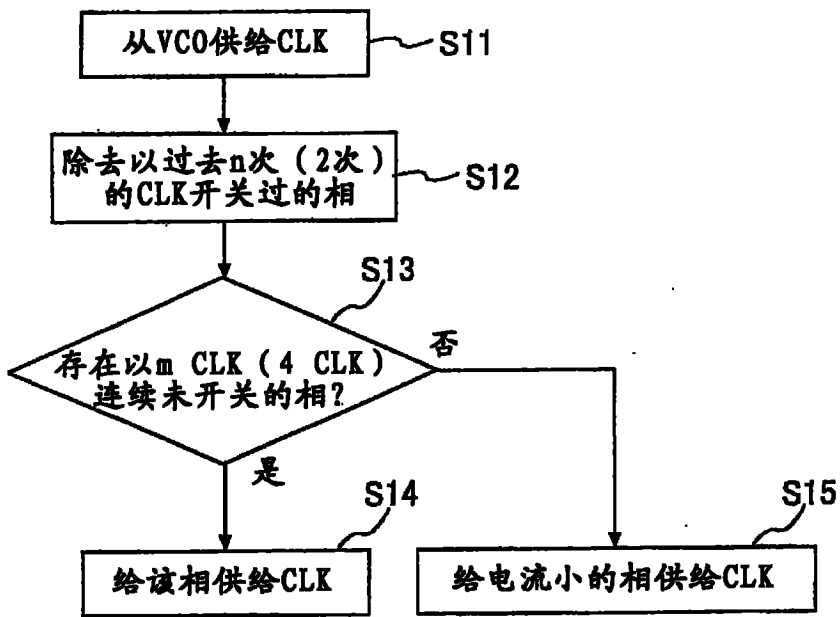 从VCO供给CLK
S11
除去以过去n次（2次）
的CLK开关过的相
S12
S13
存在以m CLK（4 CLK）
连续未开关的相？
否
是
S14
给该相供给CLK
S15
给电流小的相供给CLK